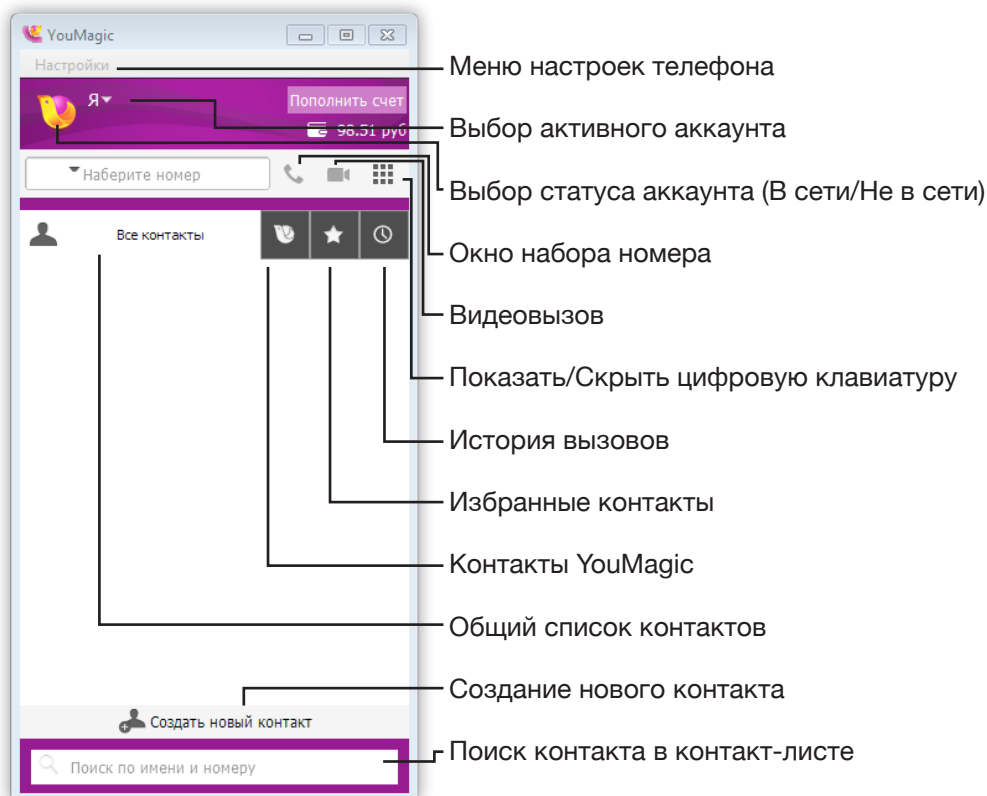 YouMagic
Настройки
Меню настроек телефона
Я
Пополнить счет
98.51 руб
Выбор активного аккаунта
Наберите номер
Выбор статуса аккаунта (В сети/Не в сети)
Все контакты
Окно набора номера
Видеовызов
Показать/Скрыть цифровую клавиатуру
История вызовов
Избранные контакты
Контакты YouMagic
Общий список контактов
Создание нового контакта
Создать новый контакт
Поиск контакта в контакт-листе
Поиск по имени и номеру